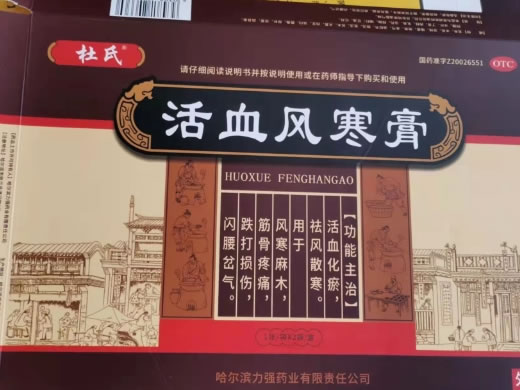 杜氏®
国药准字Z20026551
OTC
请仔细阅读说明书并按说明使用或在药师指导下购买和使用
活血风寒膏
HUOXUE FENGHANGAO
【功能主治】
活血化瘀，
祛风散寒。
用于
风寒麻木，
筋骨疼痛，
跌打损伤，
闪腰岔气。
哈尔滨力强药业有限责任公司